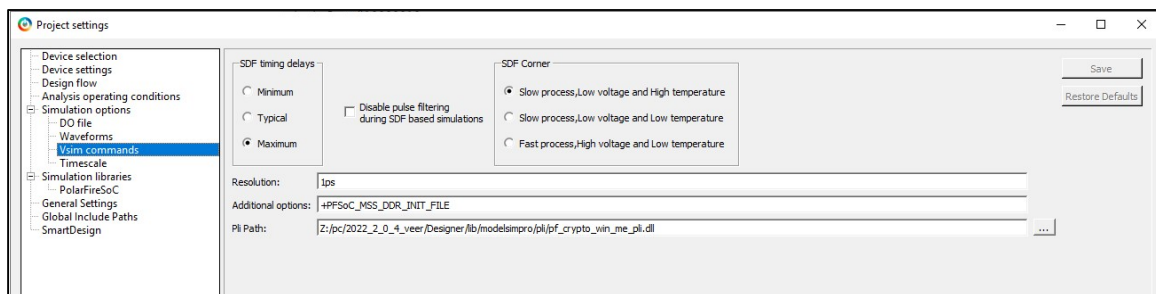 Project settings
Device selection
Device settings
Design flow
Analysis operating conditions
Simulation options
DO file
Waveforms
Vsim commands
Timescale
Simulation libraries
PolarFireSoC
General Settings
Global Include Paths
SmartDesign
SDF timing delays
Minimum
Typical
Maximum
Disable pulse filtering
during SDF based simulations
SDF Corner
Slow process,Low voltage and High temperature
Slow process,Low voltage and Low temperature
Fast process,High voltage and Low temperature
Save
Restore Defaults
Resolution: 1ps
Additional options: +PFSoC_MSS_DDR_INIT_FILE
Pli Path: Z:/pc/2022_2_0_4_veer/Designer/lib/modelsimpro/pli/pf_crypto_win_me_pli.dll ...